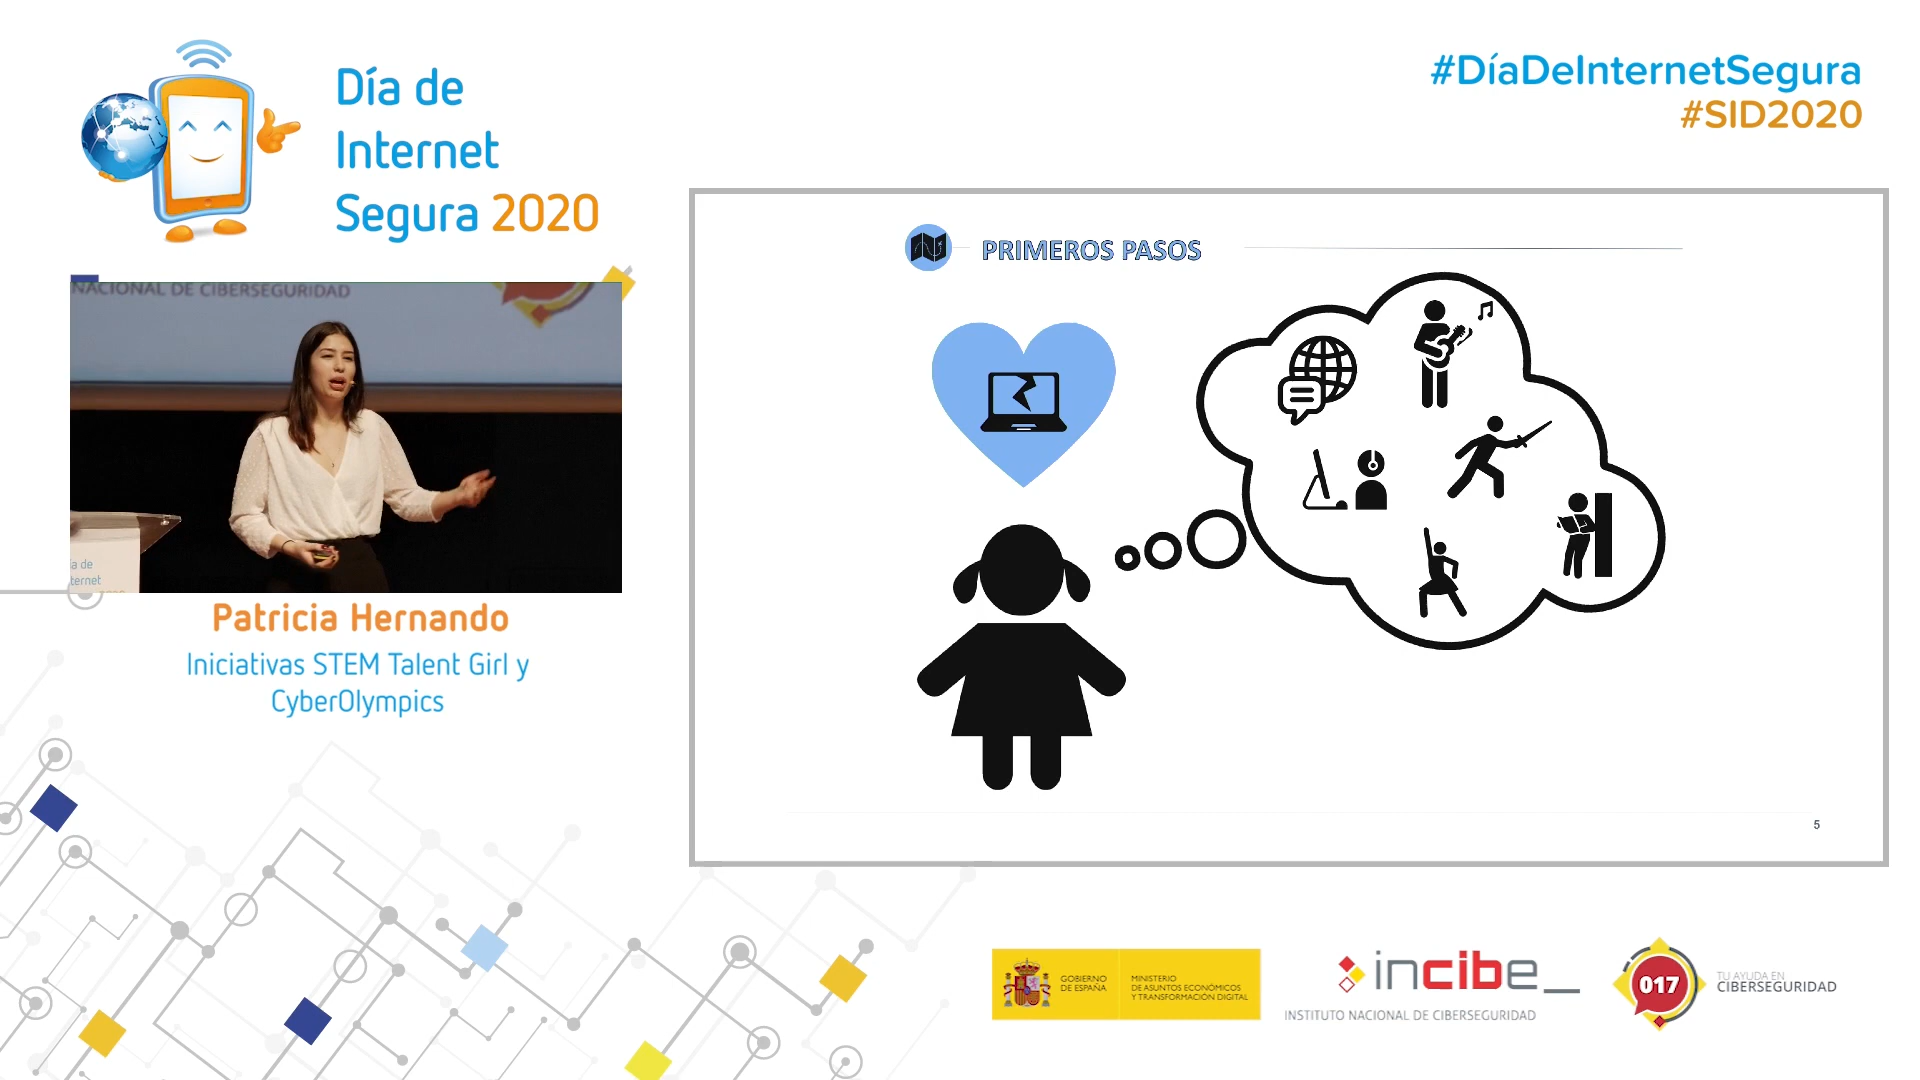 Día de
Internet
Segura 2020
#DíaDeInternetSegura
#SID2020
NACIONAL DE CIBERSEGURIDAD
a de
ternet
Patricia Hernando
Iniciativas STEM Talent Girl y
CyberOlympics
PRIMEROS PASOS
5
GOBIERNO
DE ESPAÑA
MINISTERIO
DE ASUNTOS ECONÓMICOS
Y TRANSFORMACIÓN DIGITAL
incibe_
INSTITUTO NACIONAL DE CIBERSEGURIDAD
017
TU AYUDA EN
CIBERSEGURIDAD